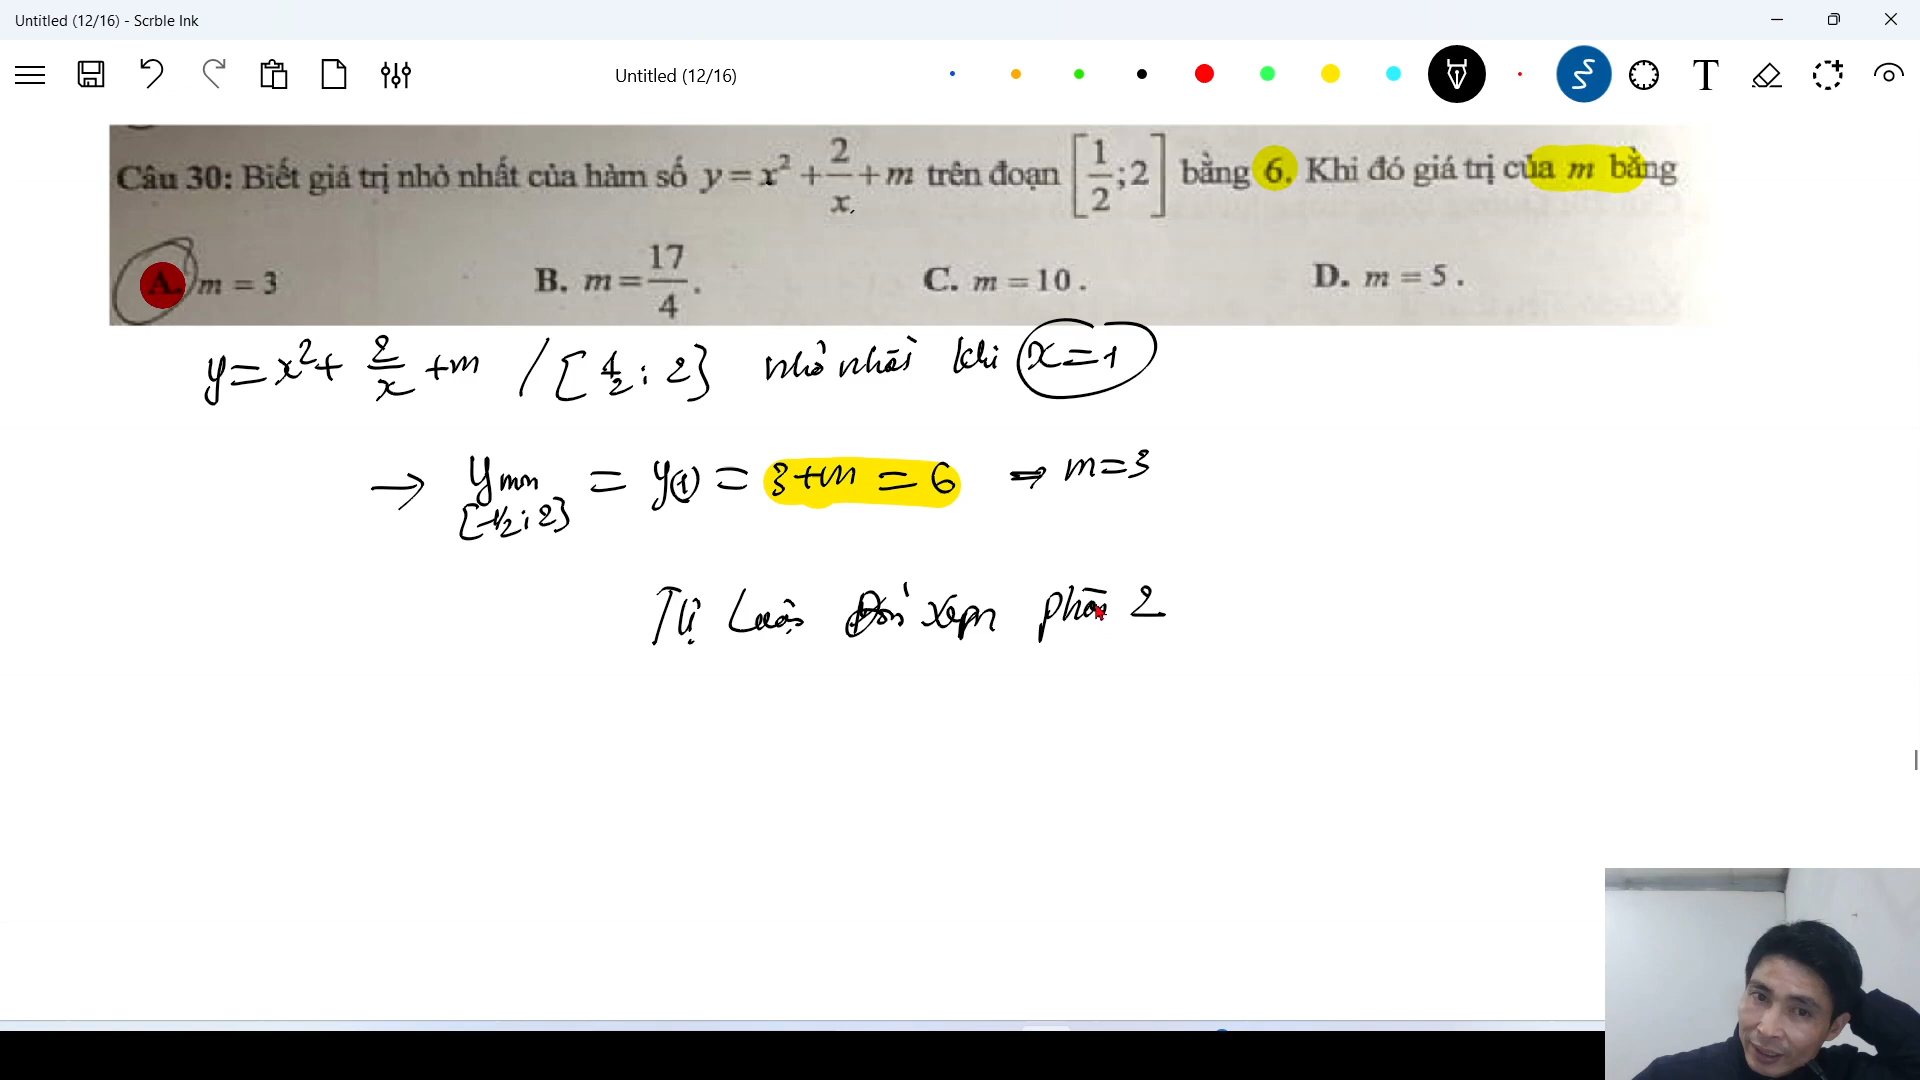 Untitled (12/16) - Scrble Ink
Untitled (12/16)
T
Câu 30: Biết giá trị nhỏ nhất của hàm số y = x² + 2/x + m trên đoạn [1/2; 2] bằng 6. Khi đó giá trị của m bằng
A. m = 3 B. m = 17/4. C. m = 10. D. m = 5.
y = x² + 2/x + m / [1/2; 2] nhỏ nhất khi x = 1
→ y min = y(1) = 3 + m = 6 ⇒ m = 3
[1/2; 2]
Tự Luận xem phần 2